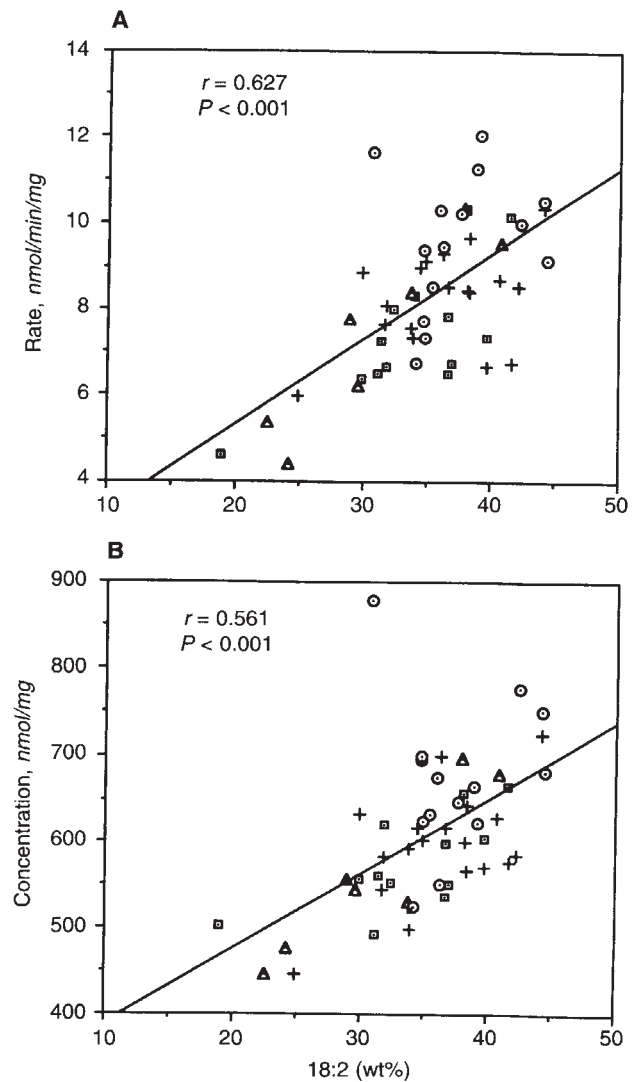 A
14
r = 0.627
P < 0.001
12
10
8
6
4
Rate, nmol/min/mg
10 20 30 40 50
B
900
r = 0.561
P < 0.001
800
700
600
500
400
Concentration, nmol/mg
10 20 30 40 50
18:2 (wt%)